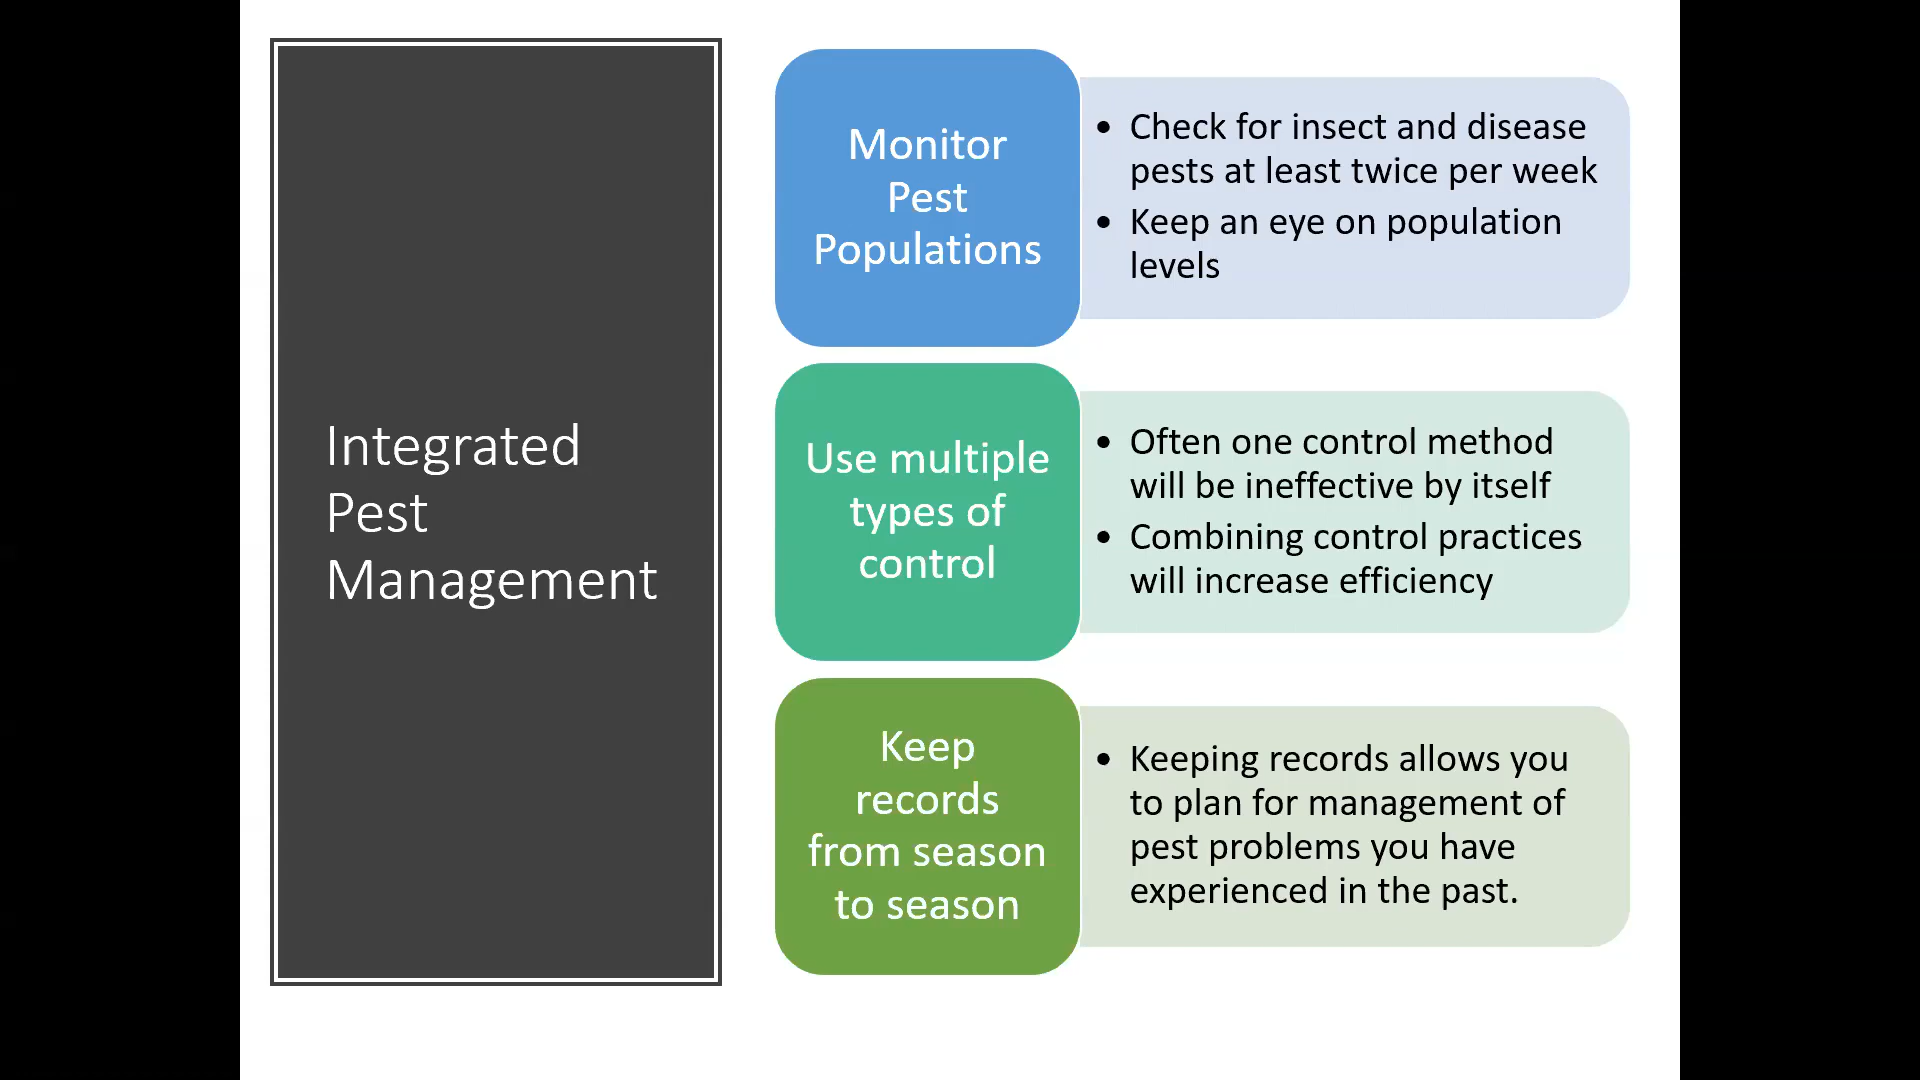 Integrated
Pest
Management
Monitor
Pest
Populations
• Check for insect and disease
pests at least twice per week
• Keep an eye on population
levels
Use multiple
types of
control
• Often one control method
will be ineffective by itself
• Combining control practices
will increase efficiency
Keep
records
from season
to season
• Keeping records allows you
to plan for management of
pest problems you have
experienced in the past.